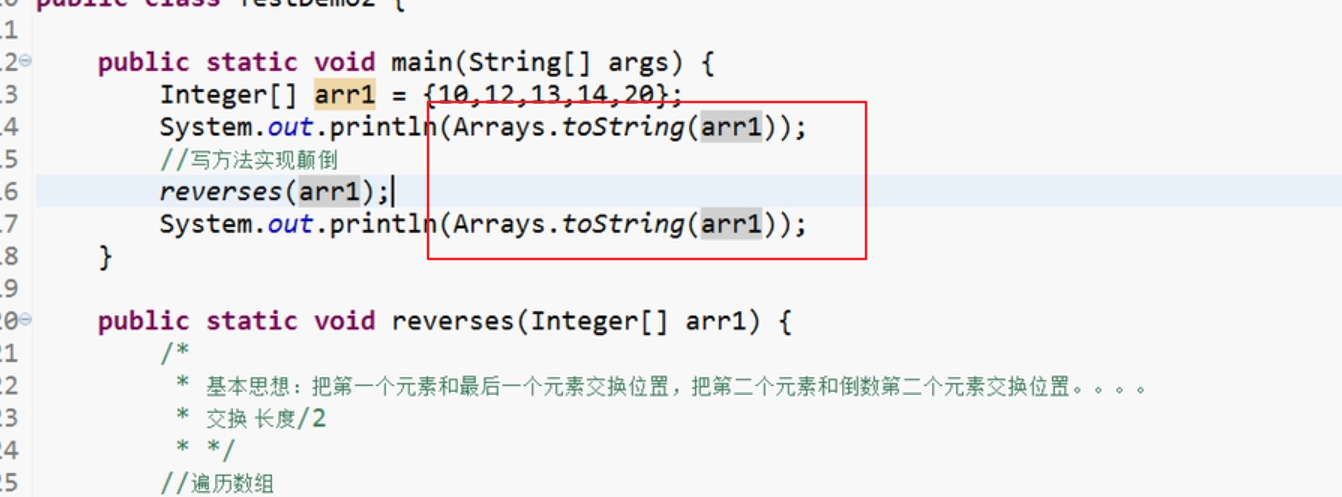 public class TestDemo2 {
11
12 public static void main(String[] args) {
13 Integer[] arr1 = {10,12,13,14,20};
14 System.out.println(Arrays.toString(arr1));
15 //写方法实现颠倒
16 reverses(arr1);
17 System.out.println(Arrays.toString(arr1));
18 }
19
20 public static void reverses(Integer[] arr1) {
21 /*
22 * 基本思想：把第一个元素和最后一个元素交换位置，把第二个元素和倒数第二个元素交换位置。。。。
23 * 交换 长度/2
24 * */
25 //遍历数组